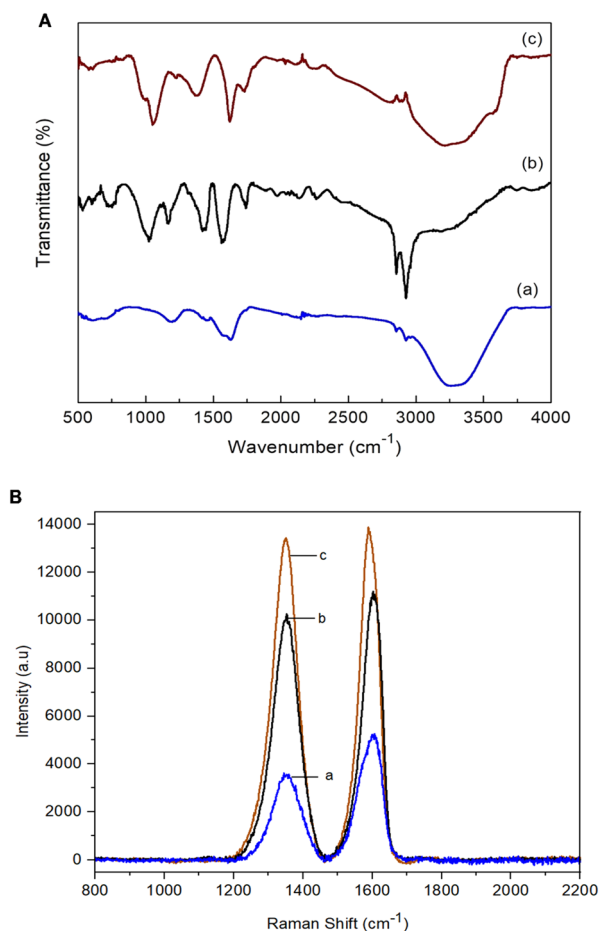 A
(c)
(b)
(a)
Transmittance (%)
500 1000 1500 2000 2500 3000 3500 4000
Wavenumber (cm⁻¹)
B
14000
12000
10000
8000
6000
4000
2000
0
c
b
a
Intensity (a.u)
800 1000 1200 1400 1600 1800 2000 2200
Raman Shift (cm⁻¹)